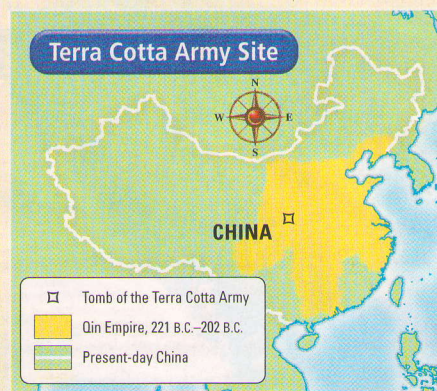 Terra Cotta Army Site
N
W E
S
CHINA
Tomb of the Terra Cotta Army
Qin Empire, 221 B.C.–202 B.C.
Present-day China